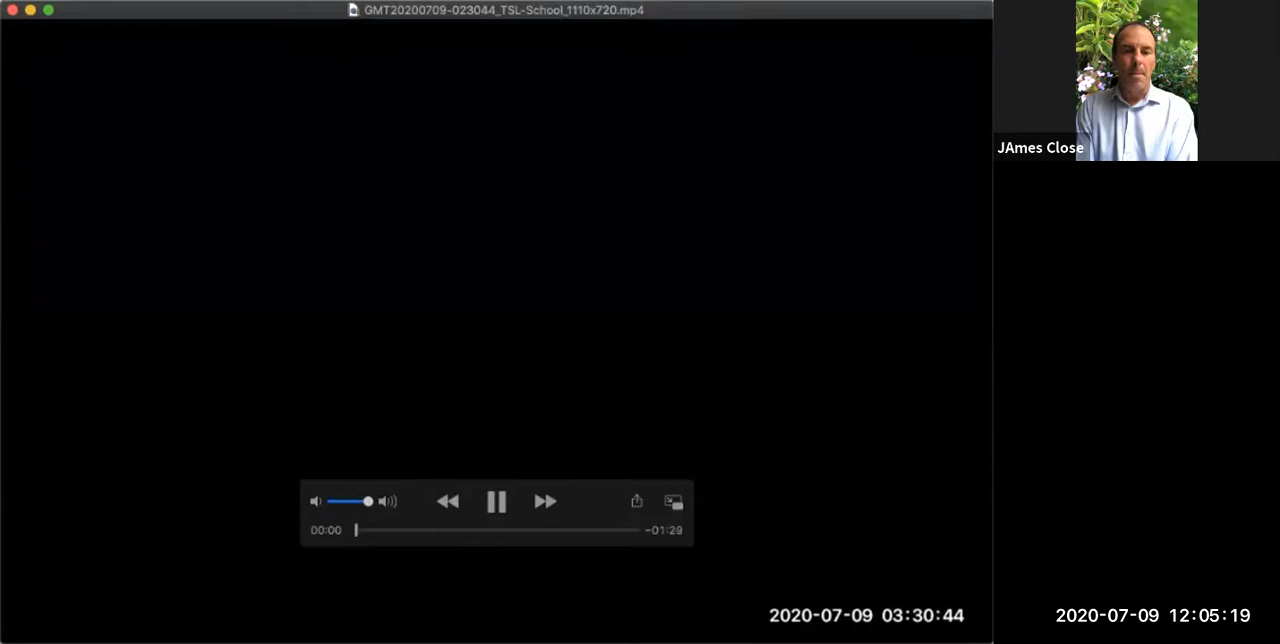 GMT20200709-023044_TSL-School_1110x720.mp4
JAmes Close
00:00
-01:29
2020-07-09 03:30:44
2020-07-09 12:05:19